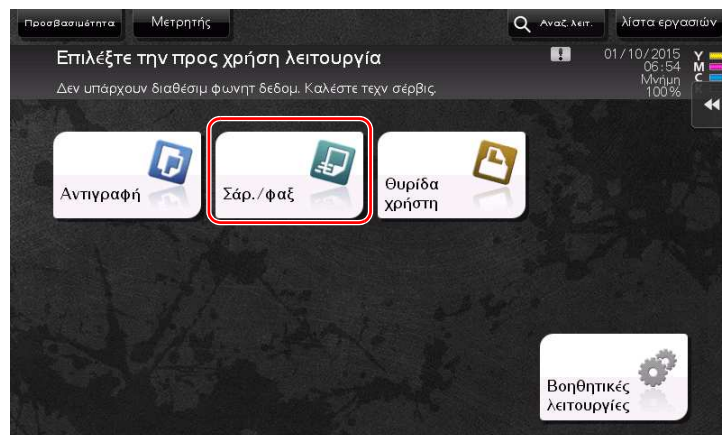 Προσβασιμότητα Μετρητής Αναζ. λειτ. λίστα εργασιών
Επιλέξτε την προς χρήση λειτουργία
Δεν υπάρχουν διαθέσιμ φωνητ δεδομ. Καλέστε τεχν σέρβις.
01/10/2015
06:54
Μνήμη
100%
Y
M
C
K
Αντιγραφή
Σάρ./φαξ
Θυρίδα
χρήστη
Βοηθητικές
λειτουργίες